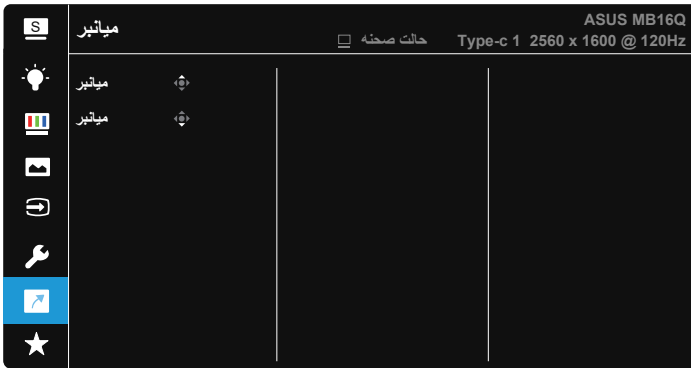 S
میانبر
ASUS MB16Q
حالت صحنه Type-c 1 2560 x 1600 @ 120Hz
میانبر
میانبر